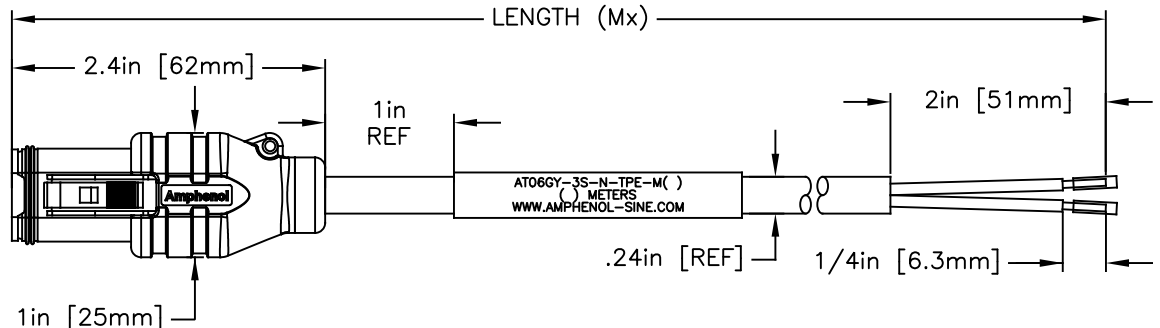 LENGTH (Mx)
2.4in [62mm]
1in
REF
2in [51mm]
Amphenol
AT06GY-3S-N-TPE-M( )
( ) METERS
WWW.AMPHENOL-SINE.COM
.24in [REF]
1/4in [6.3mm]
1in [25mm]